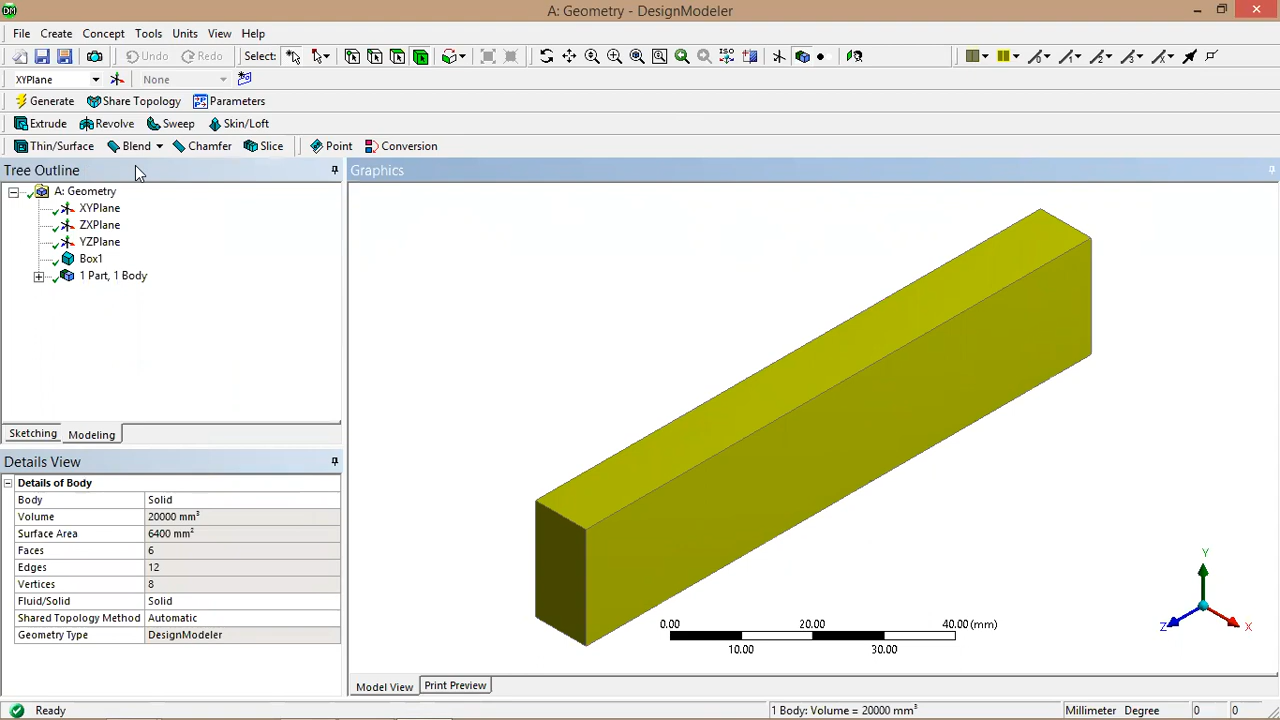 A: Geometry - DesignModeler
File Create Concept Tools Units View Help
Undo Redo Select:
XYPlane None
Generate Share Topology Parameters
Extrude Revolve Sweep Skin/Loft
Thin/Surface Blend Chamfer Slice Point Conversion
Tree Outline
Graphics
A: Geometry
XYPlane
ZXPlane
YZPlane
Box1
1 Part, 1 Body
Sketching Modeling
Details View
Details of Body
Body Solid
Volume 20000 mm³
Surface Area 6400 mm²
Faces 6
Edges 12
Vertices 8
Fluid/Solid Solid
Shared Topology Method Automatic
Geometry Type DesignModeler
0.00 20.00 40.00 (mm)
10.00 30.00
Y
Z X
Model View Print Preview
Ready 1 Body: Volume = 20000 mm³ Millimeter Degree 0 0